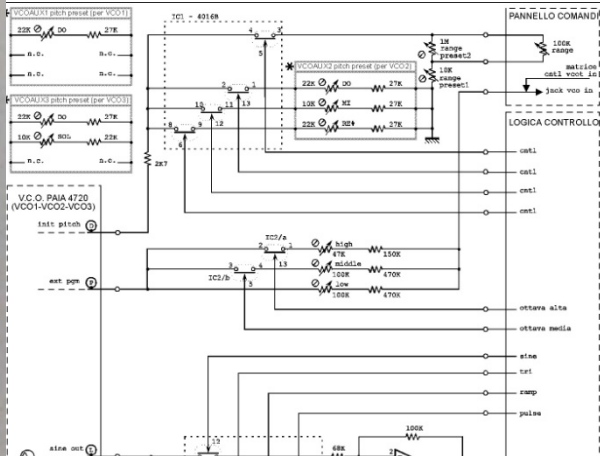 VCOAUX1 pitch preset (per VCO1)
22K DO 27K
n.c. n.c.
n.c. n.c.
VCOAUX3 pitch preset (per VCO3)
22K DO 27K
10K SOL 22K
n.c. n.c.
IC1 - 4016B
4 3
5
2 1
13
10 11
12
8 9
6
2K7
* VCOAUX2 pitch preset (per VCO2)
22K DO 27K
10K MI 27K
22K RE# 27K
1M
range
preset2
10K
range
preset1
PANNELLO COMANDI
100K
range
matrice
cntl vcot in
jack vco in
LOGICA CONTROLLO
cntl
cntl
cntl
cntl
V.C.O. PAIA 4720
(VCO1-VCO2-VCO3)
init pitch
ext pgm P
IC2/a
2 1
13
IC2/b
3 4
5
high
47K 150K
middle
100K 470K
low
100K 470K
ottava alta
ottava media
sine
tri
ramp
pulse
13
sine out
68K
100K
2